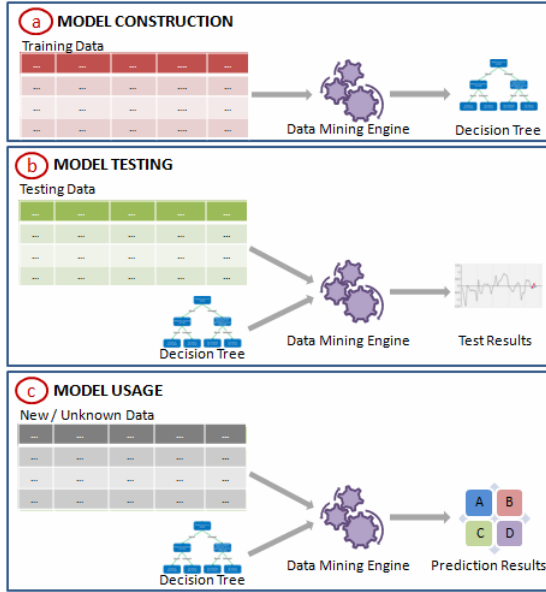 a MODEL CONSTRUCTION
Training Data
... ... ... ... ...
... ... ... .... ...
... ... ... .... ...
... ... ... .... ...
Data Mining Engine Decision Tree
b MODEL TESTING
Testing Data
... ... ... ... ...
... ... ... ... ...
... ... ... ... ...
... ... ... ... ...
Decision Tree Data Mining Engine Test Results
c MODEL USAGE
New / Unknown Data
... ... ... ... ...
... ... ... ... ...
... ... ... ... ...
... ... ... ... ...
A B
C D
Decision Tree Data Mining Engine Prediction Results